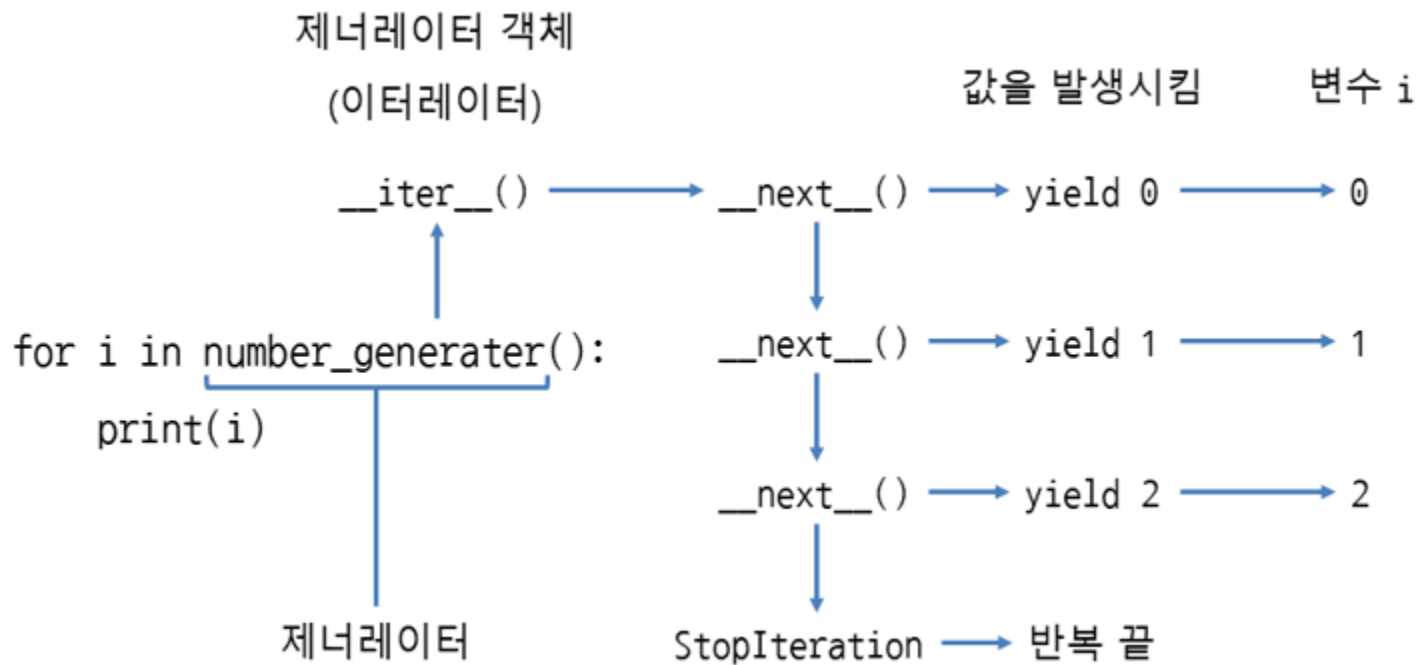 제너레이터 객체
(이터레이터)
값을 발생시킴 변수 i
__iter__() __next__() yield 0 0
for i in number_generater():
print(i)
__next__() yield 1 1
__next__() yield 2 2
제너레이터
StopIteration 반복 끝